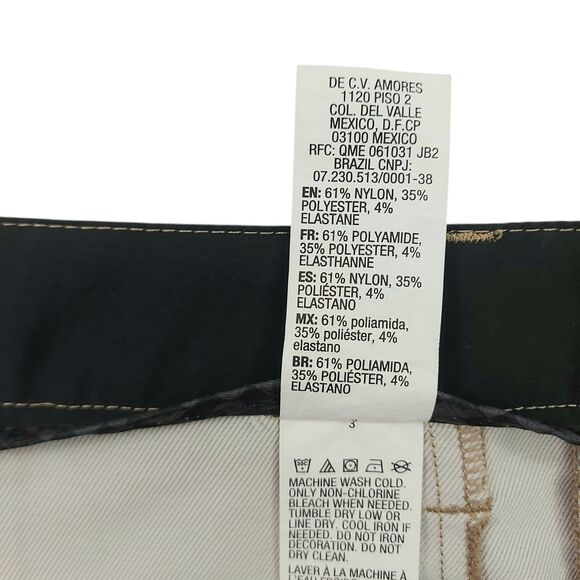 DE C.V. AMORES
1120 PISO 2
COL. DEL VALLE
MEXICO, D.F.CP
03100 MEXICO
RFC: QME 061031 JB2
BRAZIL CNPJ:
07.230.513/0001-38
EN: 61% NYLON, 35%
POLYESTER, 4%
ELASTANE
FR: 61% POLYAMIDE,
35% POLYESTER, 4%
ELASTHANNE
ES: 61% NYLON, 35%
POLIÉSTER, 4%
ELASTANO
MX: 61% poliamida,
35% poliéster, 4%
elastano
BR: 61% POLIAMIDA,
35% POLIÉSTER, 4%
ELASTANO
3
MACHINE WASH COLD.
ONLY NON-CHLORINE
BLEACH WHEN NEEDED.
TUMBLE DRY LOW OR
LINE DRY. COOL IRON IF
NEEDED. DO NOT IRON
DECORATION. DO NOT
DRY CLEAN.
LAVER À LA MACHINE À